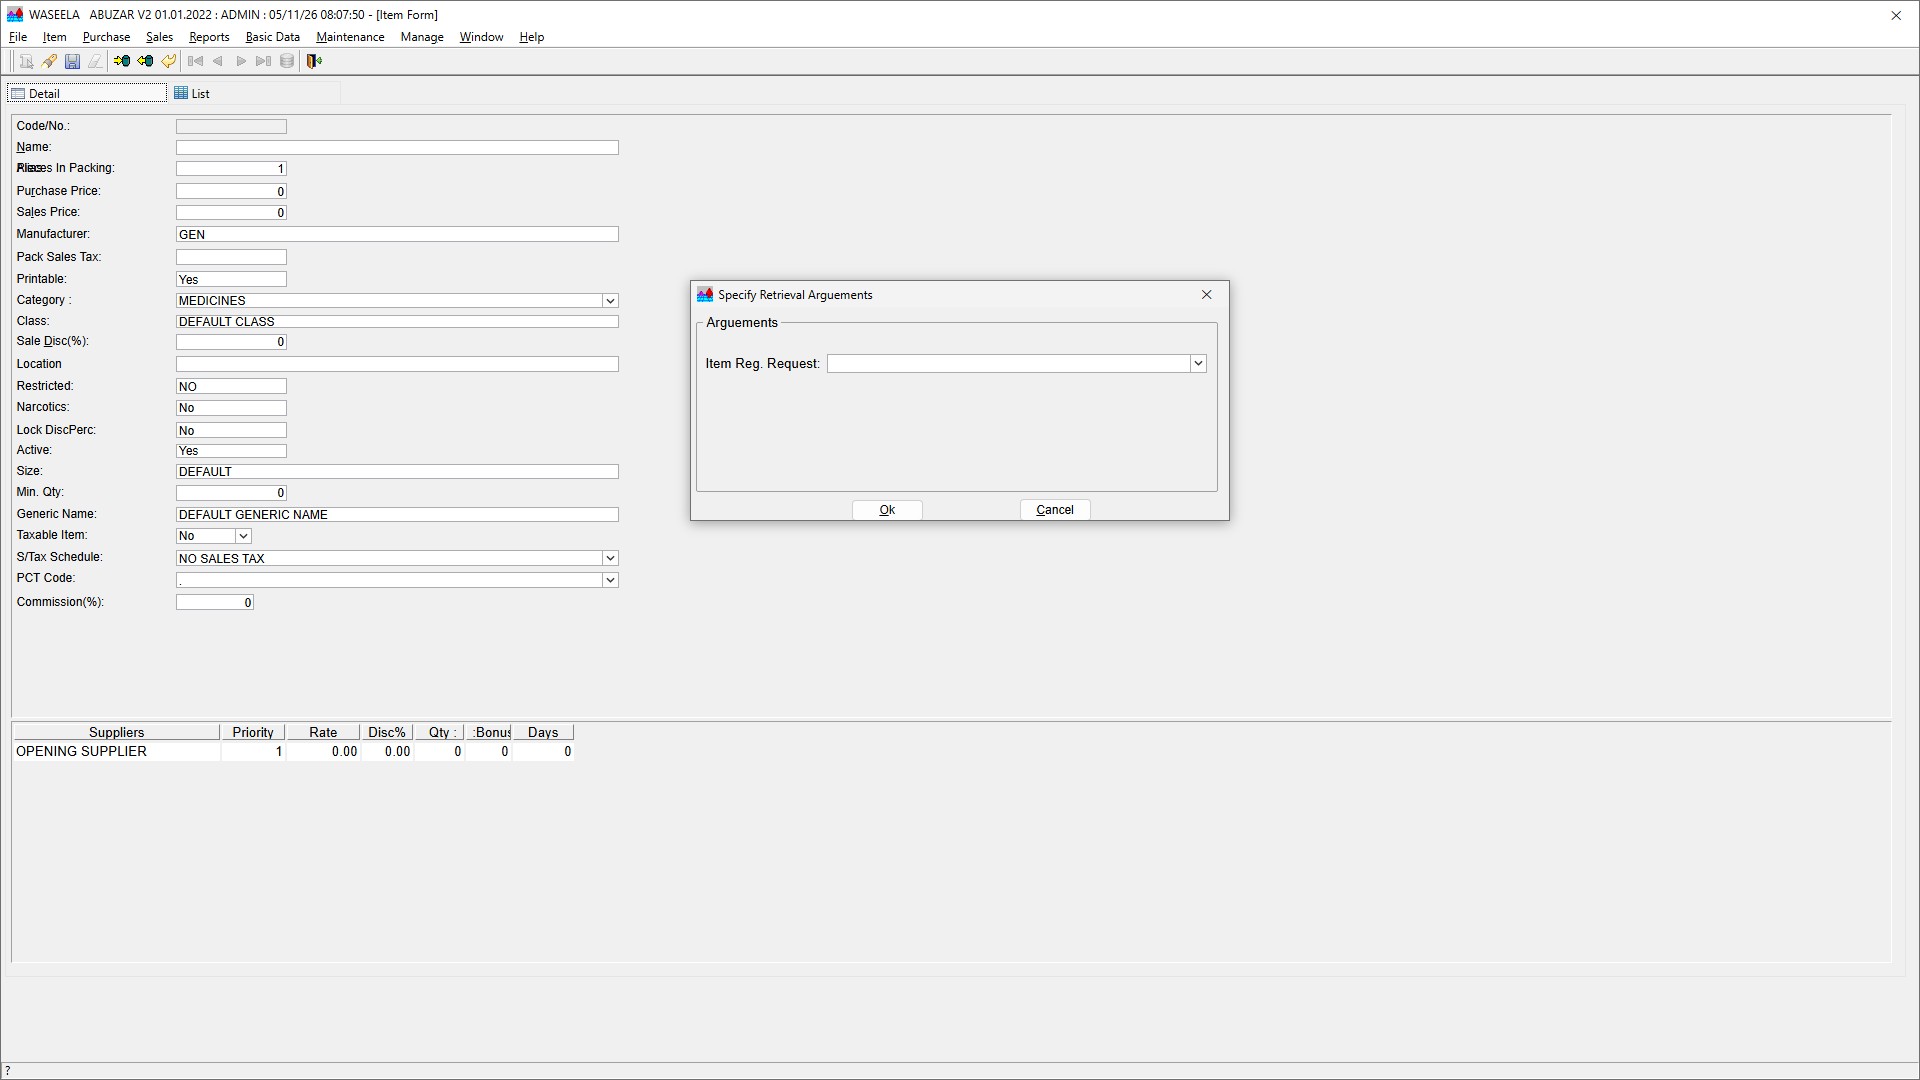 WASEELA   ABUZAR V2 01.01.2022 : ADMIN : 05/11/26 08:07:50 - [Item Form]
File Item Purchase Sales Reports Basic Data Maintenance Manage Window Help
Detail List
Code/No.:
Name:
Pieces In Packing: 1
Purchase Price: 0
Sales Price: 0
Manufacturer: GEN
Pack Sales Tax:
Printable: Yes
Category : MEDICINES
Class: DEFAULT CLASS
Sale Disc(%): 0
Location
Restricted: NO
Narcotics: No
Lock DiscPerc: No
Active: Yes
Size: DEFAULT
Min. Qty: 0
Generic Name: DEFAULT GENERIC NAME
Taxable Item: No
S/Tax Schedule: NO SALES TAX
PCT Code: .
Commission(%): 0
Specify Retrieval Arguements
Arguements
Item Reg. Request:
Ok Cancel
Suppliers Priority Rate Disc% Qty : :Bonus Days
OPENING SUPPLIER 1 0.00 0.00 0 0 0
?